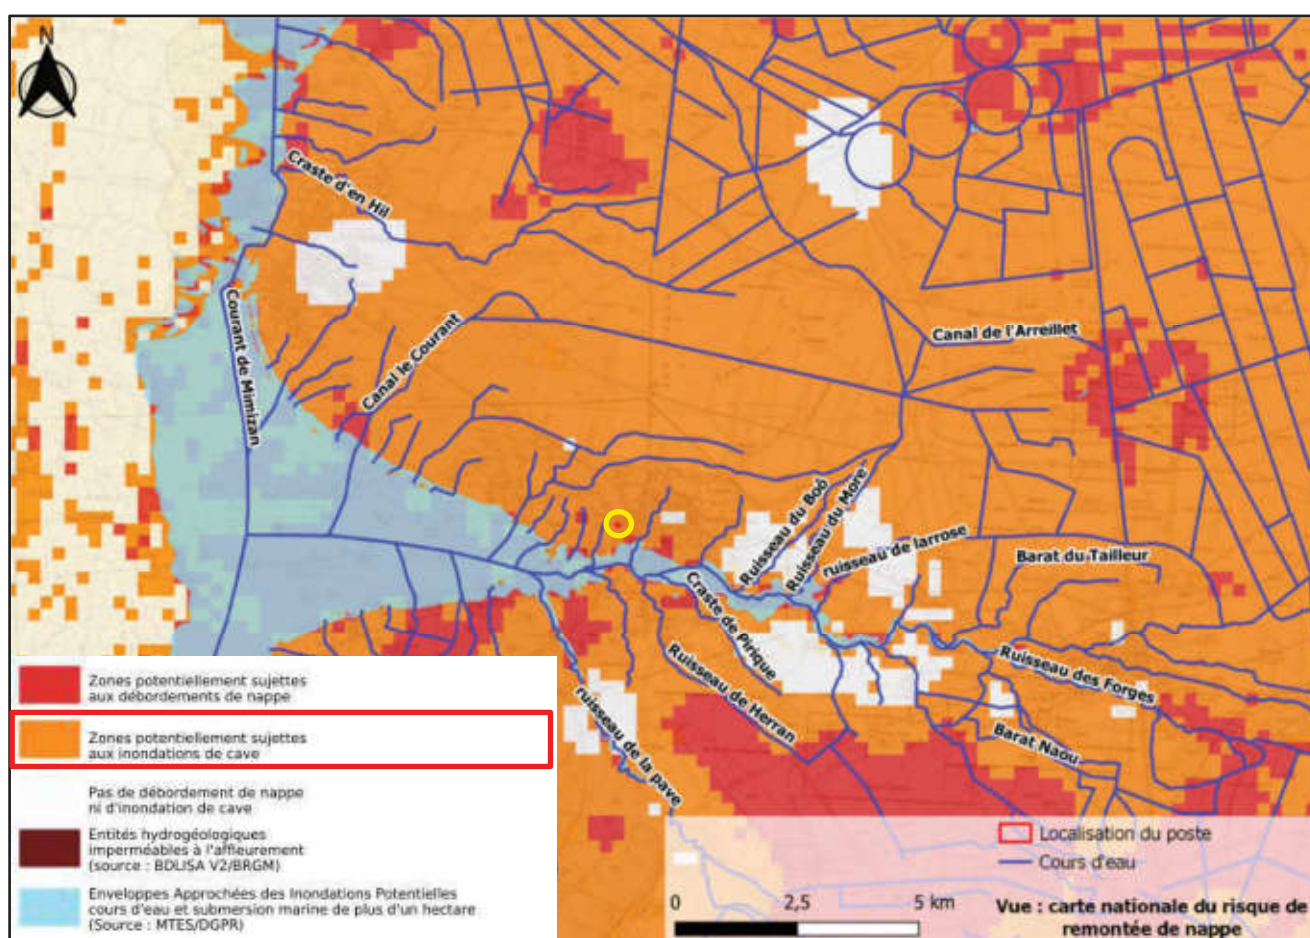 N
Craste d'en Hil
Courant de Mimizan
Canal le Courant
Canal de l'Arreillet
Ruisseau du Boö
Ruisseau du More
ruisseau de larrose
Barat du Tailleur
Craste de Pirique
Ruisseau de Herran
ruisseau de la pave
Ruisseau des Forges
Barat Naou
Zones potentiellement sujettes
aux débordements de nappe
Zones potentiellement sujettes
aux inondations de cave
Pas de débordement de nappe
ni d'inondation de cave
Entités hydrogéologiques
imperméables à l'affleurement
(source : BDLISA V2/BRGM)
Enveloppes Approchées des Inondations Potentielles
cours d'eau et submersion marine de plus d'un hectare
(Source : MTES/DGPR)
Localisation du poste
Cours d'eau
0 2,5 5 km
Vue : carte nationale du risque de
remontée de nappe